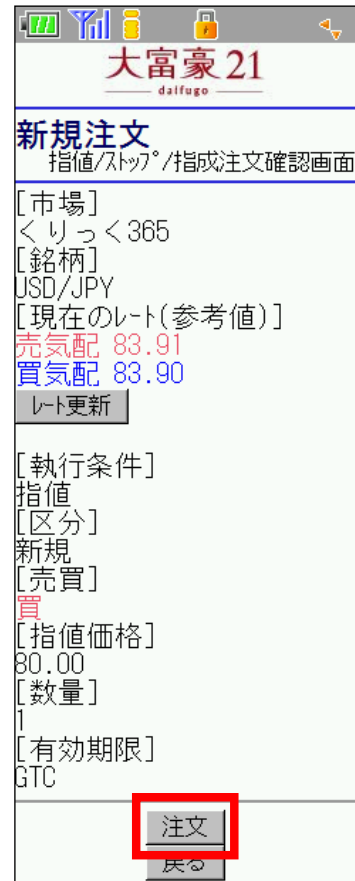 大富豪21
daifugo
新規注文
指値/ｽﾄｯﾌﾟ/指成注文確認画面
[市場]
くりっく365
[銘柄]
USD/JPY
[現在のﾚｰﾄ(参考値)]
売気配 83.91
買気配 83.90
ﾚｰﾄ更新
[執行条件]
指値
[区分]
新規
[売買]
買
[指値価格]
80.00
[数量]
1
[有効期限]
GTC
注文
戻る